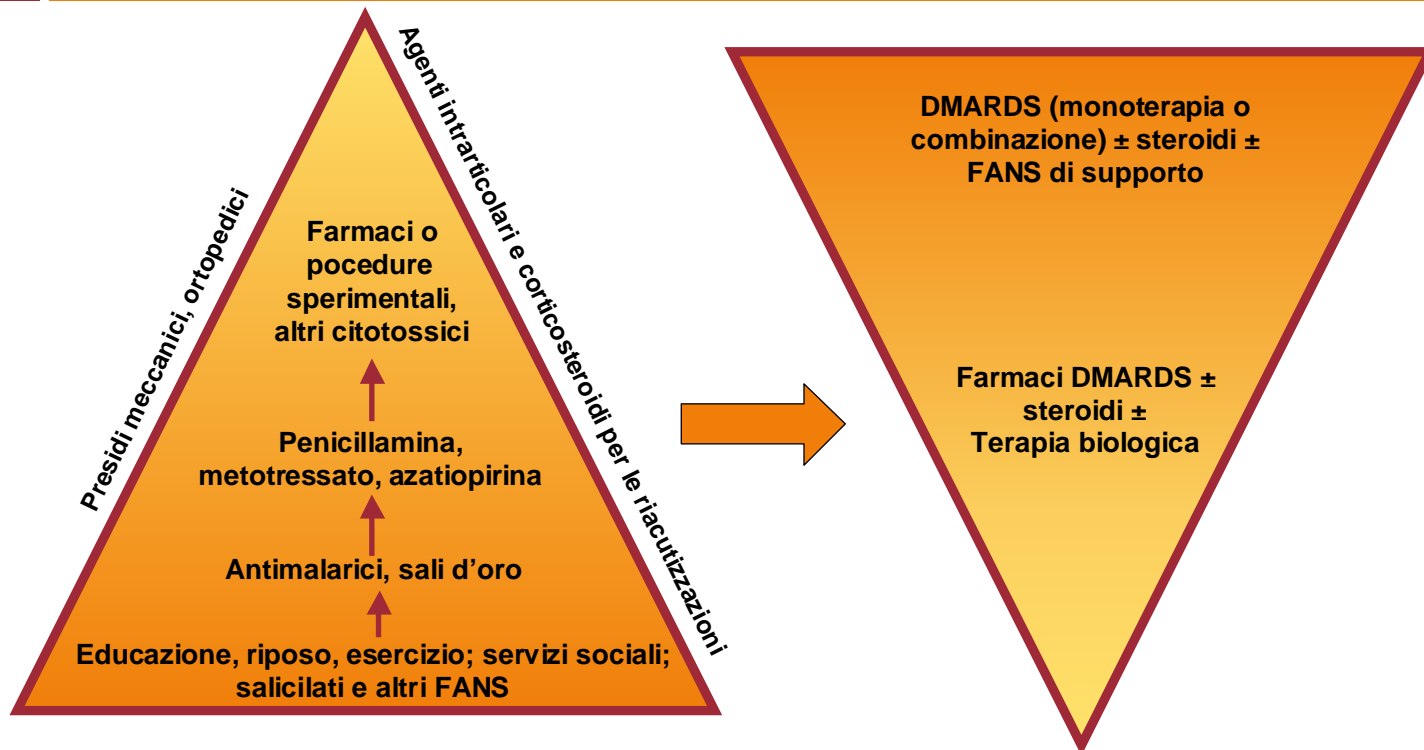 Presidi meccanici, ortopedici
Agenti intrarticolari e corticosteroidi per le riacutizzazioni
Farmaci o
pocedure
sperimentali,
altri citotossici
Penicillamina,
metotressato, azatiopirina
Antimalarici, sali d’oro
Educazione, riposo, esercizio; servizi sociali;
salicilati e altri FANS
DMARDS (monoterapia o
combinazione) ± steroidi ±
FANS di supporto
Farmaci DMARDS ±
steroidi ±
Terapia biologica